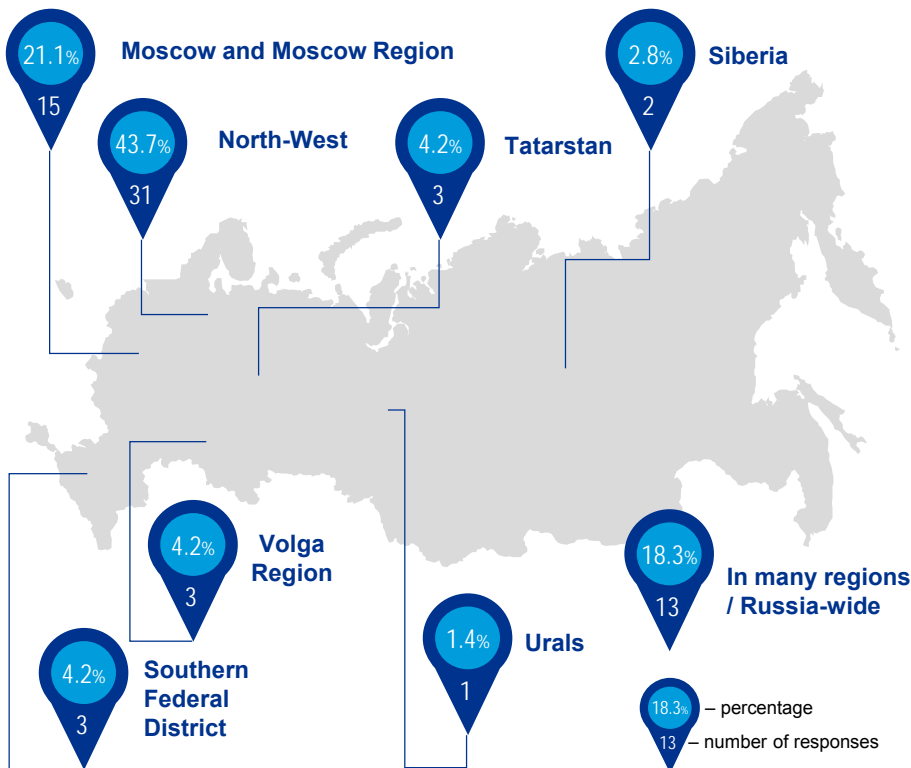 21.1%
15
Moscow and Moscow Region
43.7%
31
North-West
4.2%
3
Tatarstan
2.8%
2
Siberia
4.2%
3
Volga
Region
4.2%
3
Southern
Federal
District
1.4%
1
Urals
18.3%
13
In many regions
/ Russia-wide
18.3% – percentage
13 – number of responses